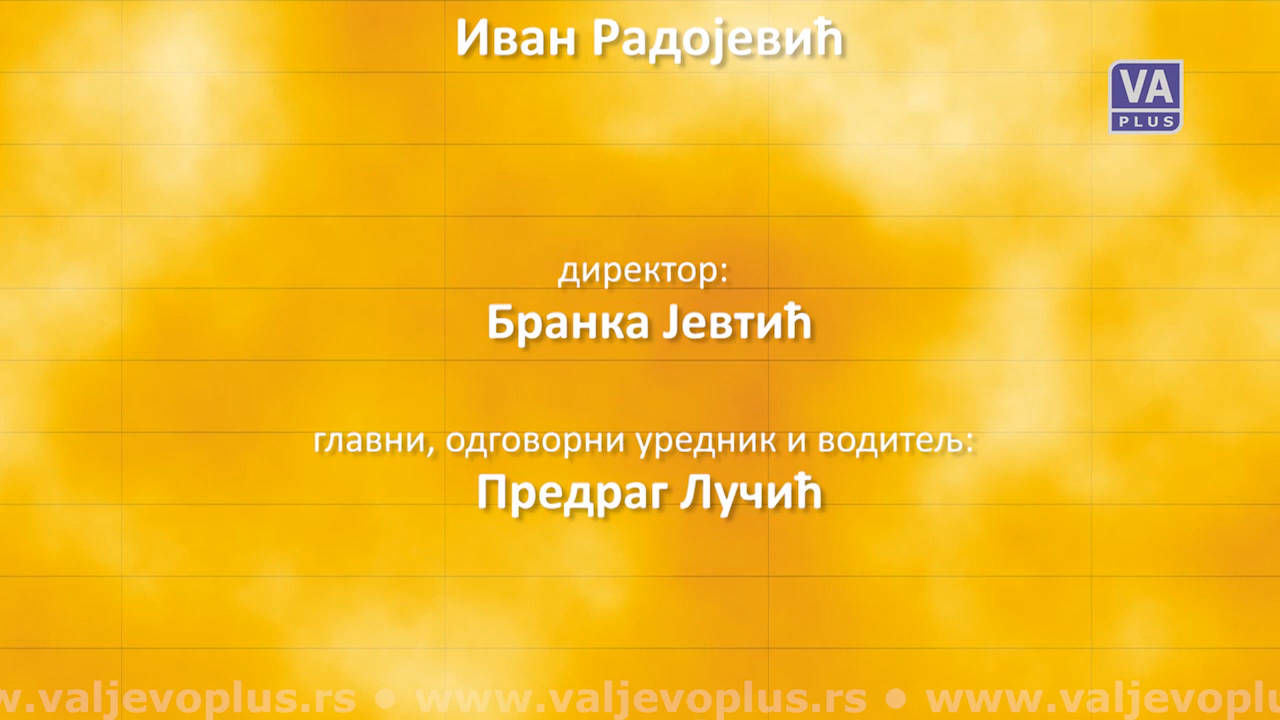 Иван Радојевић
VA
PLUS
директор:
Бранка Јевтић
главни, одговорни уредник и водитељ:
Предраг Лучић
w.valjevoplus.rs • www.valjevoplus.rs • www.valjevoplu